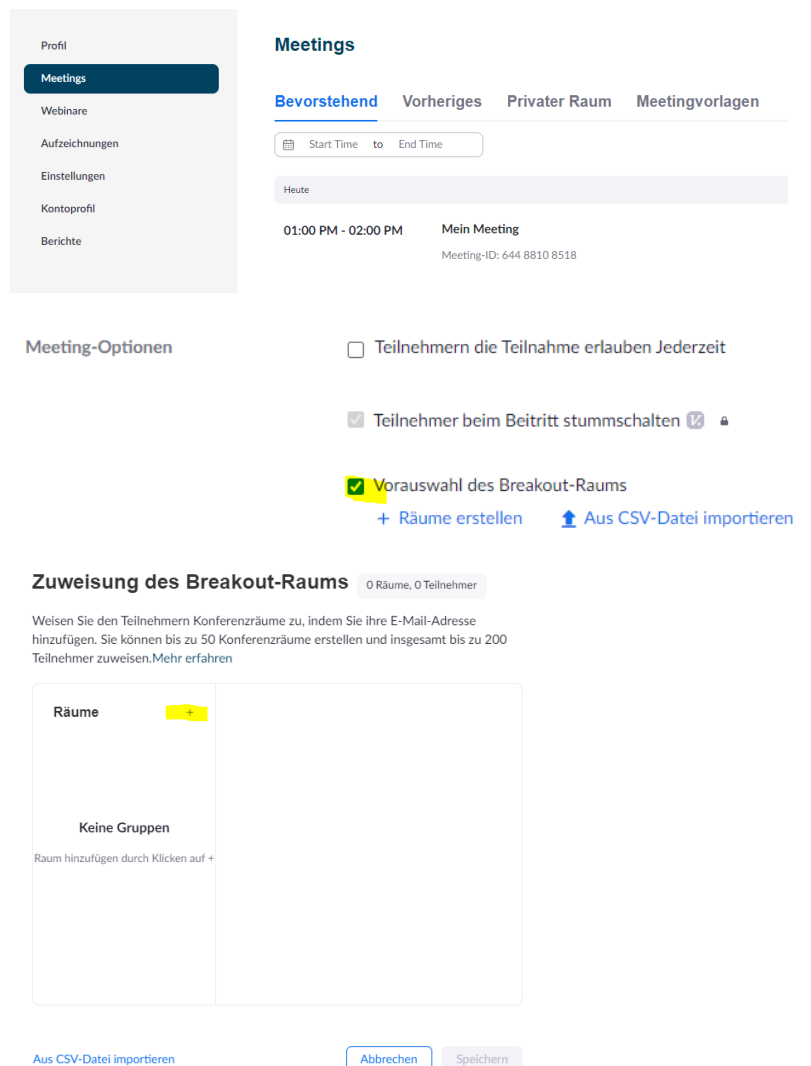 Profil
Meetings
Webinare
Aufzeichnungen
Einstellungen
Kontoprofil
Berichte
Meetings
Bevorstehend Vorheriges Privater Raum Meetingvorlagen
Start Time to End Time
Heute
01:00 PM - 02:00 PM Mein Meeting
Meeting-ID: 644 8810 8518
Meeting-Optionen
Teilnehmern die Teilnahme erlauben Jederzeit
Teilnehmer beim Beitritt stummschalten
Vorauswahl des Breakout-Raums
+ Räume erstellen Aus CSV-Datei importieren
Zuweisung des Breakout-Raums 0 Räume, 0 Teilnehmer
Weisen Sie den Teilnehmern Konferenzräume zu, indem Sie ihre E-Mail-Adresse
hinzufügen. Sie können bis zu 50 Konferenzräume erstellen und insgesamt bis zu 200
Teilnehmer zuweisen.Mehr erfahren
Räume +
Keine Gruppen
Raum hinzufügen durch Klicken auf +
Aus CSV-Datei importieren Abbrechen Speichern